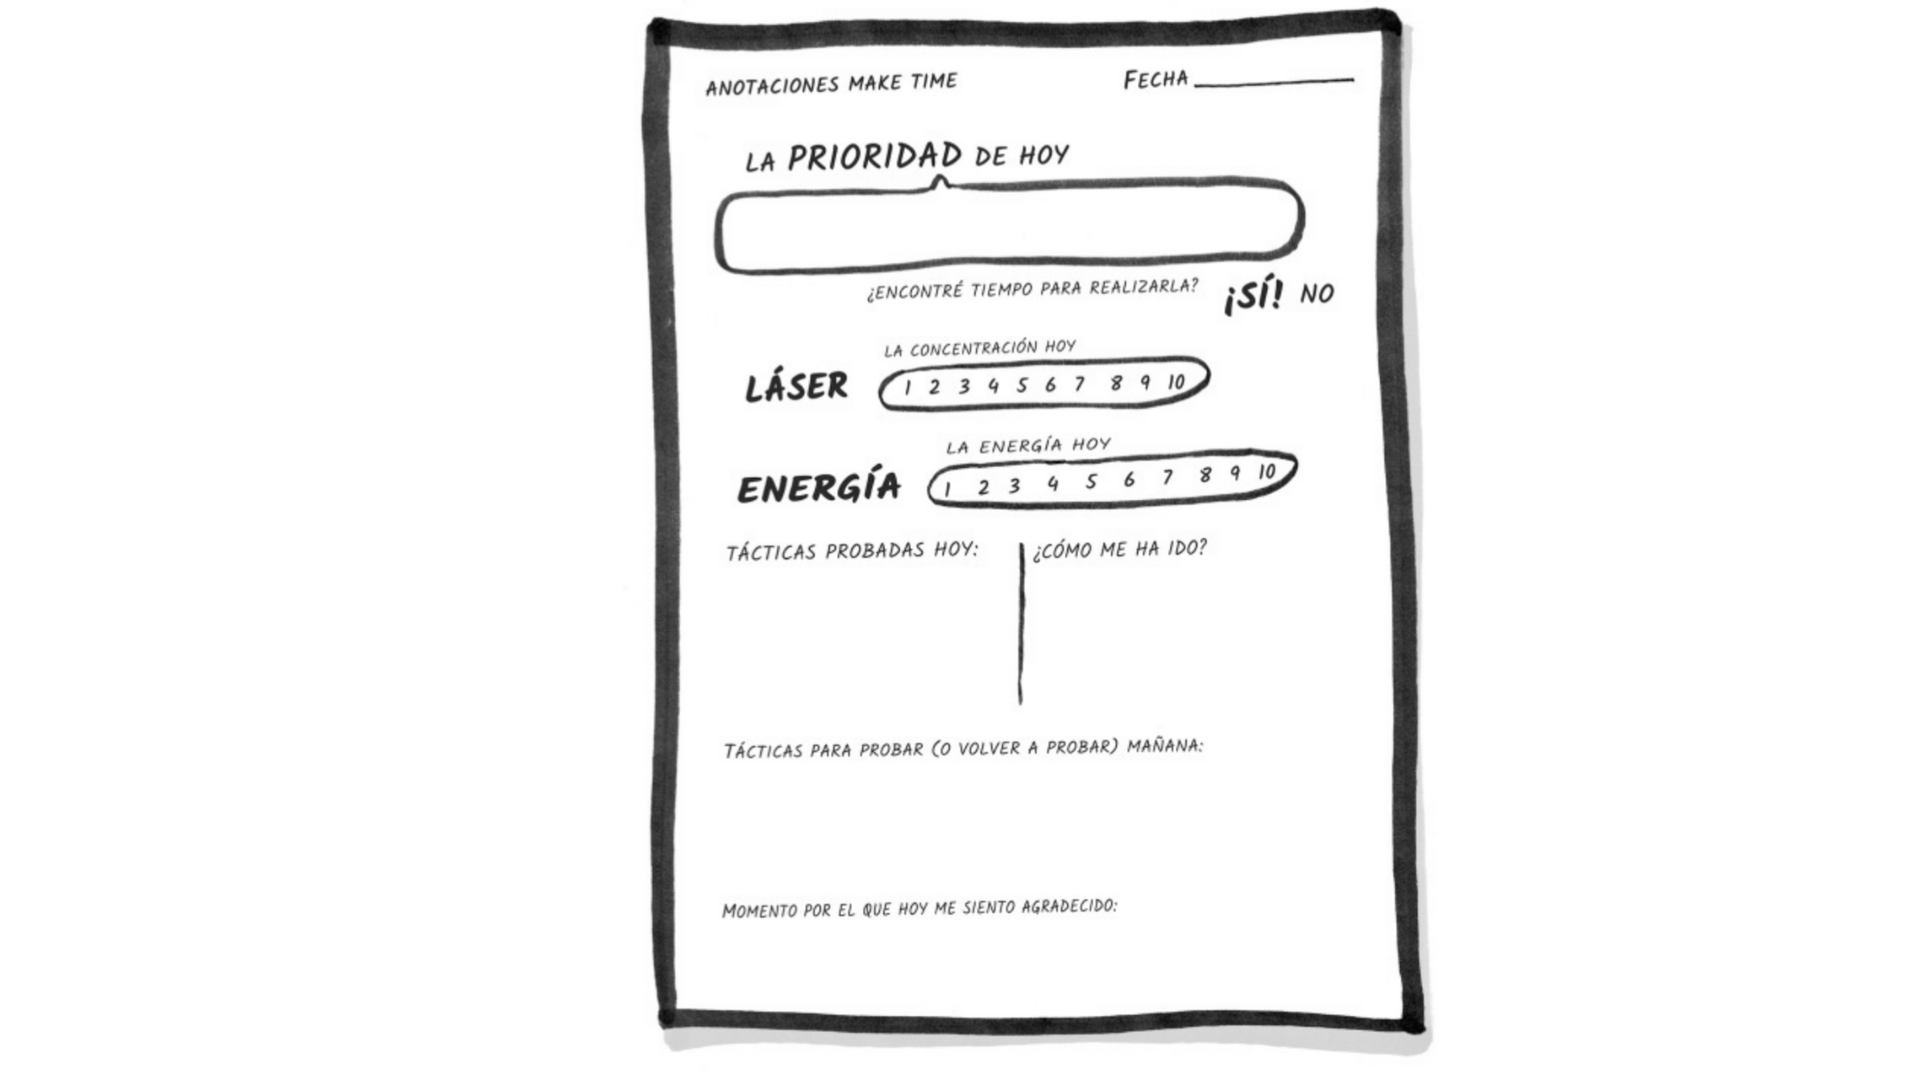 ANOTACIONES MAKE TIME
FECHA
LA PRIORIDAD DE HOY
¿ENCONTRÉ TIEMPO PARA REALIZARLA? ¡SÍ! NO
LA CONCENTRACIÓN HOY
LÁSER 1 2 3 4 5 6 7 8 9 10
LA ENERGÍA HOY
ENERGÍA 1 2 3 4 5 6 7 8 9 10
TÁCTICAS PROBADAS HOY:
¿CÓMO ME HA IDO?
TÁCTICAS PARA PROBAR (O VOLVER A PROBAR) MAÑANA:
MOMENTO POR EL QUE HOY ME SIENTO AGRADECIDO: